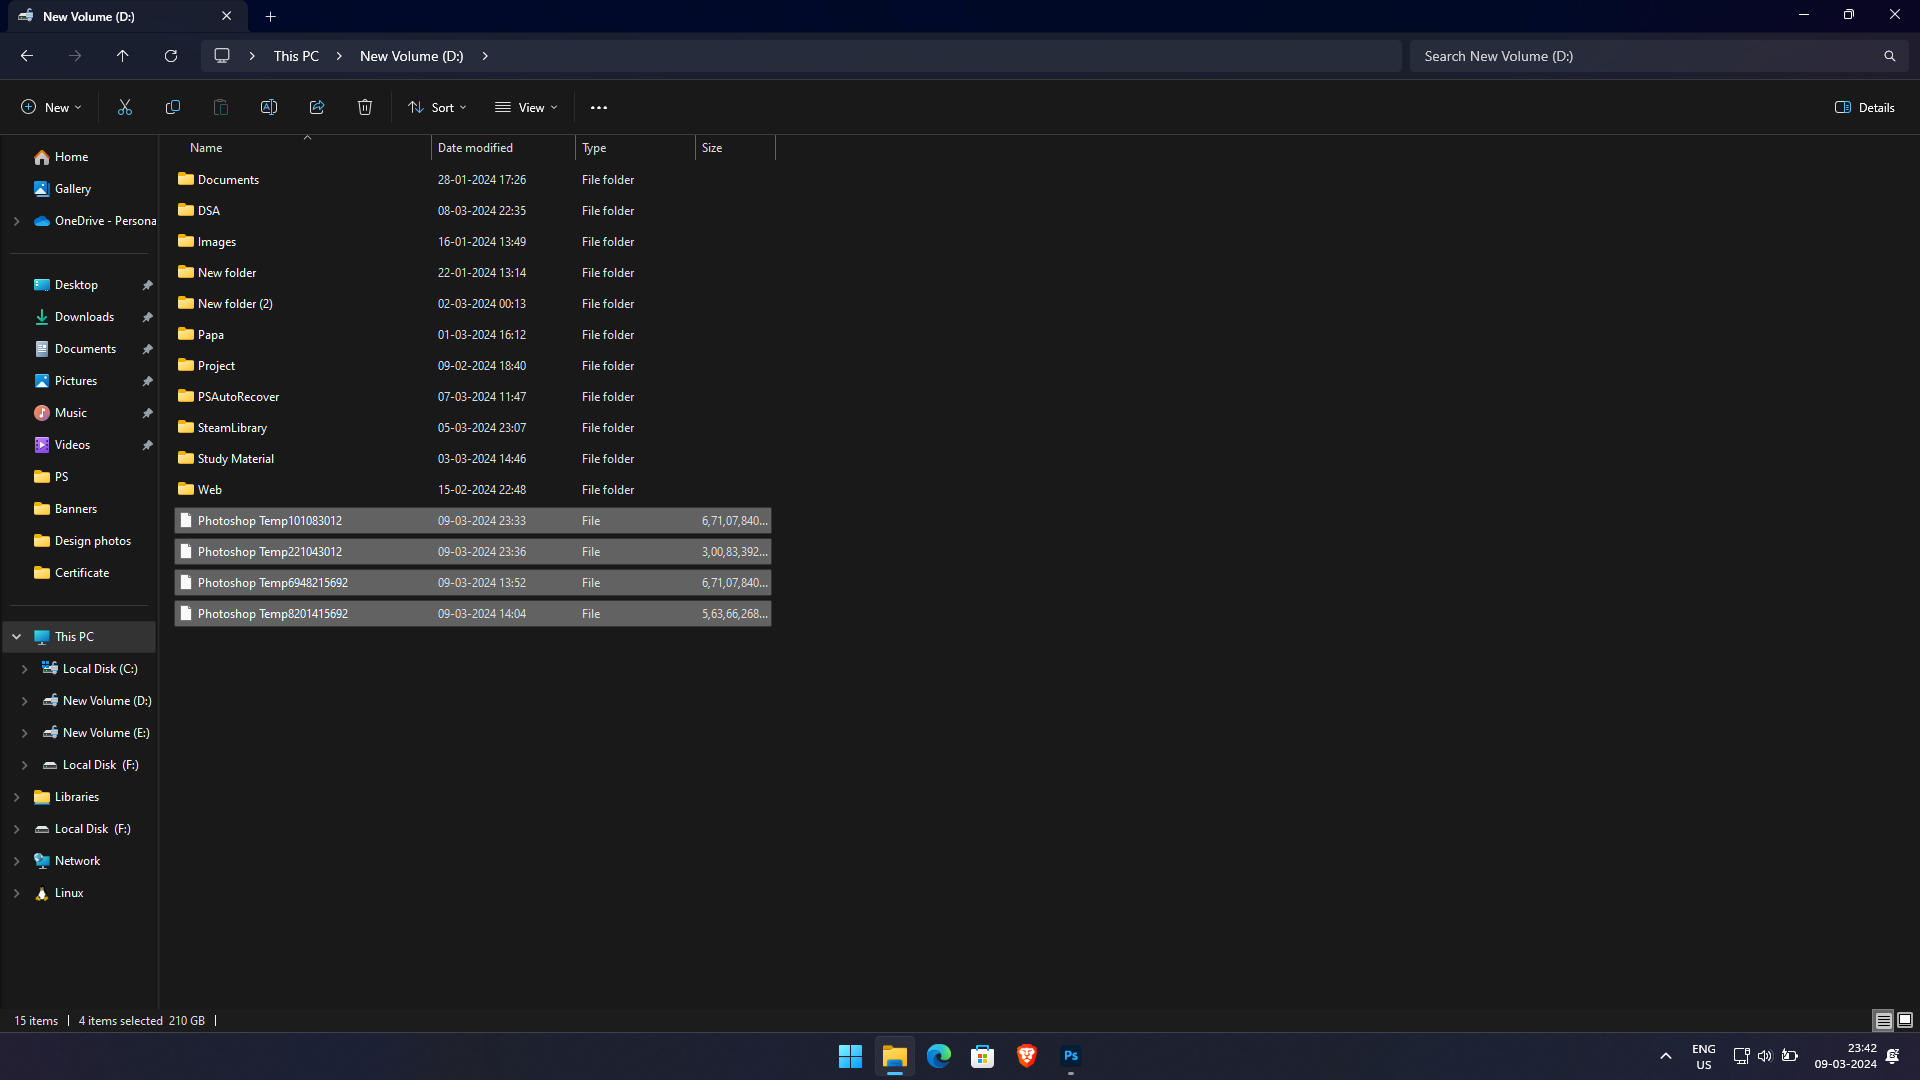 New Volume (D:)
This PC
New Volume (D:)
Search New Volume (D:)
New
Sort
View
Details
Name
Date modified
Type
Size
Documents 28-01-2024 17:26 File folder
DSA 08-03-2024 22:35 File folder
Images 16-01-2024 13:49 File folder
New folder 22-01-2024 13:14 File folder
New folder (2) 02-03-2024 00:13 File folder
Papa 01-03-2024 16:12 File folder
Project 09-02-2024 18:40 File folder
PSAutoRecover 07-03-2024 11:47 File folder
SteamLibrary 05-03-2024 23:07 File folder
Study Material 03-03-2024 14:46 File folder
Web 15-02-2024 22:48 File folder
Photoshop Temp101083012 09-03-2024 23:33 File 6,71,07,840...
Photoshop Temp221043012 09-03-2024 23:36 File 3,00,83,392...
Photoshop Temp6948215692 09-03-2024 13:52 File 6,71,07,840...
Photoshop Temp8201415692 09-03-2024 14:04 File 5,63,66,268...
Home
Gallery
OneDrive - Persona
Desktop
Downloads
Documents
Pictures
Music
Videos
PS
Banners
Design photos
Certificate
This PC
Local Disk (C:)
New Volume (D:)
New Volume (E:)
Local Disk (F:)
Libraries
Local Disk (F:)
Network
Linux
15 items
4 items selected 210 GB
Ps
ENG
US
23:42
09-03-2024